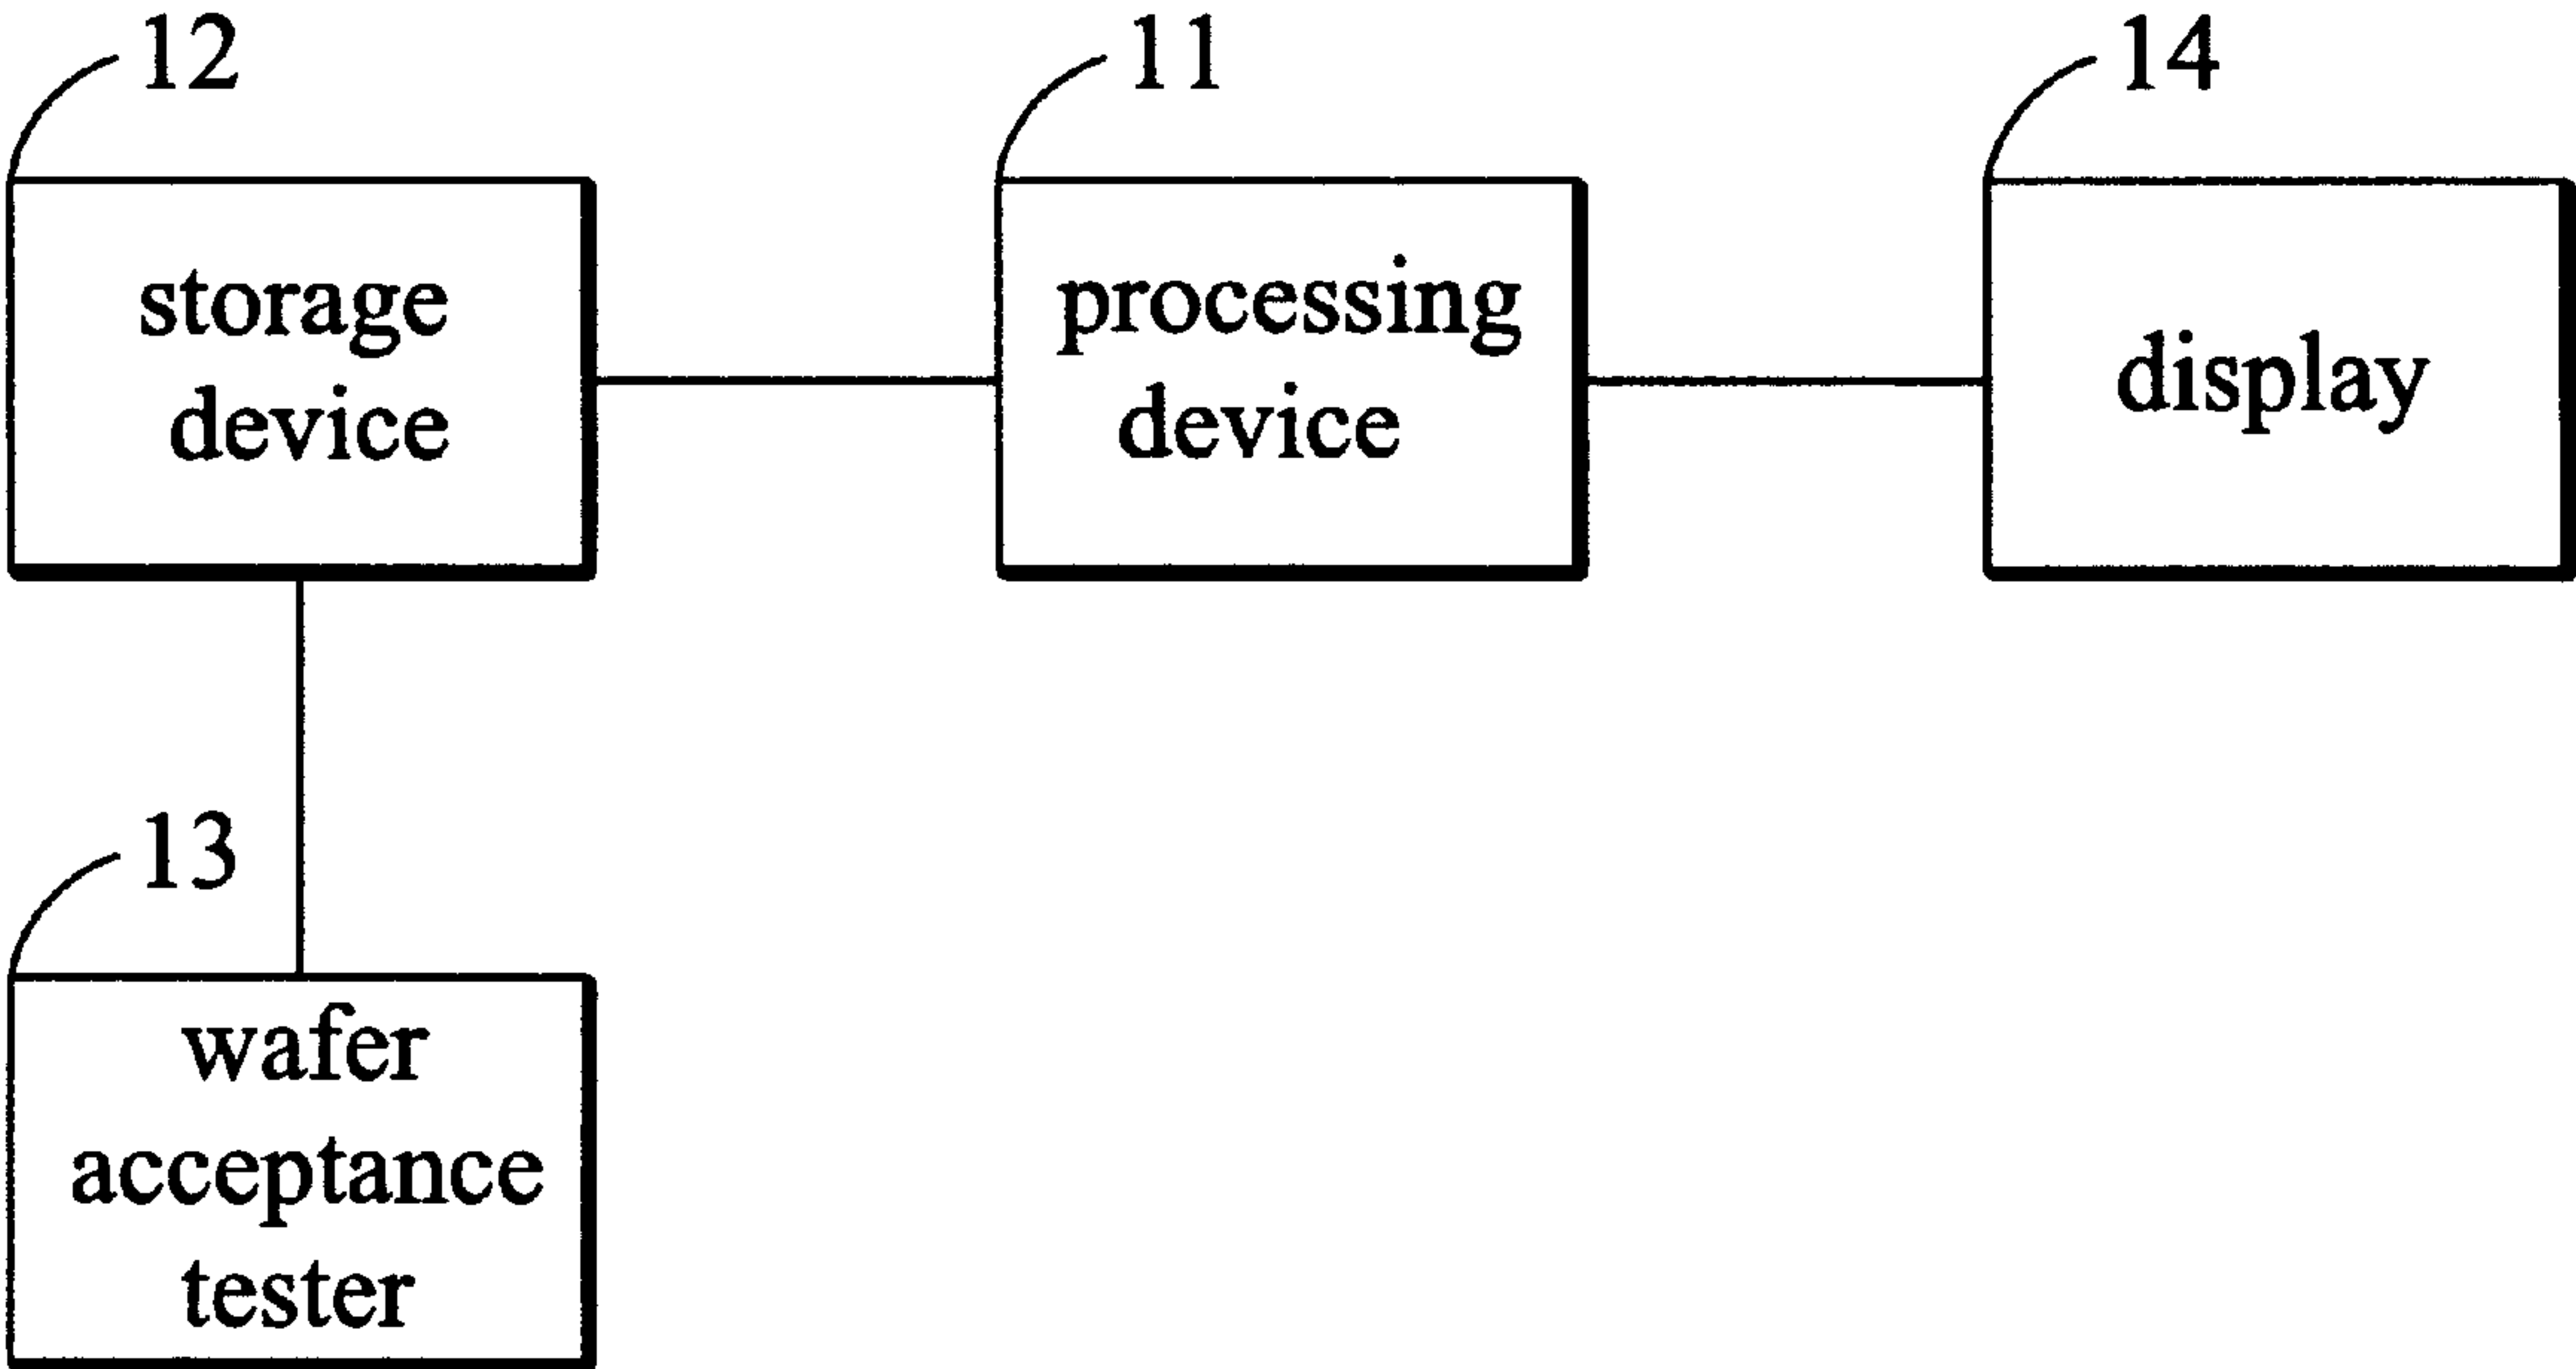 12
storage
device
11
processing
device
14
display
13
wafer
acceptance
tester